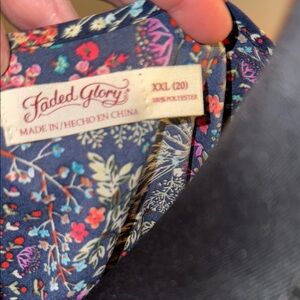 Faded Glory
MADE IN / HECHO EN CHINA
XXL (20)
100% POLYESTER